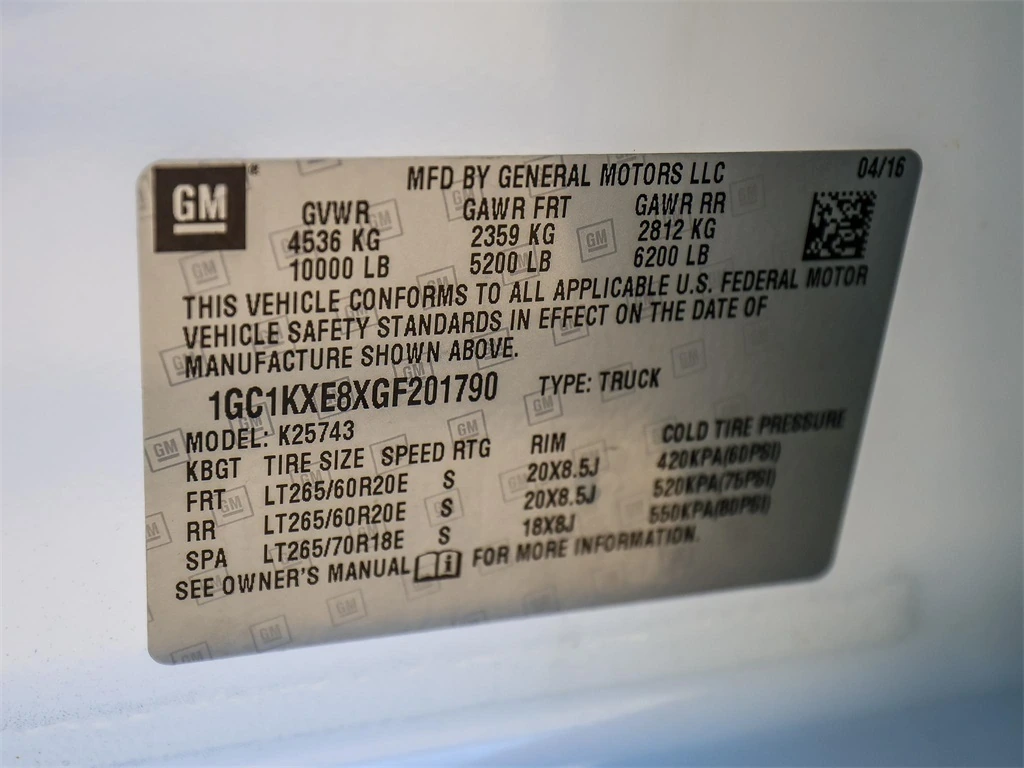 GM ® MFD BY GENERAL MOTORS LLC 04/16
GVWR GAWR FRT GAWR RR
4536 KG 2359 KG 2812 KG
10000 LB 5200 LB 6200 LB
THIS VEHICLE CONFORMS TO ALL APPLICABLE U.S. FEDERAL MOTOR
VEHICLE SAFETY STANDARDS IN EFFECT ON THE DATE OF
MANUFACTURE SHOWN ABOVE.
1GC1KXE8XGF201790 TYPE: TRUCK
MODEL: K25743
KBGT TIRE SIZE SPEED RTG RIM COLD TIRE PRESSURE
FRT LT265/60R20E S 20X8.5J 420KPA(60PSI)
RR LT265/60R20E S 20X8.5J 520KPA(75PSI)
SPA LT265/70R18E S 18X8J 550KPA(80PSI)
SEE OWNER'S MANUAL FOR MORE INFORMATION.